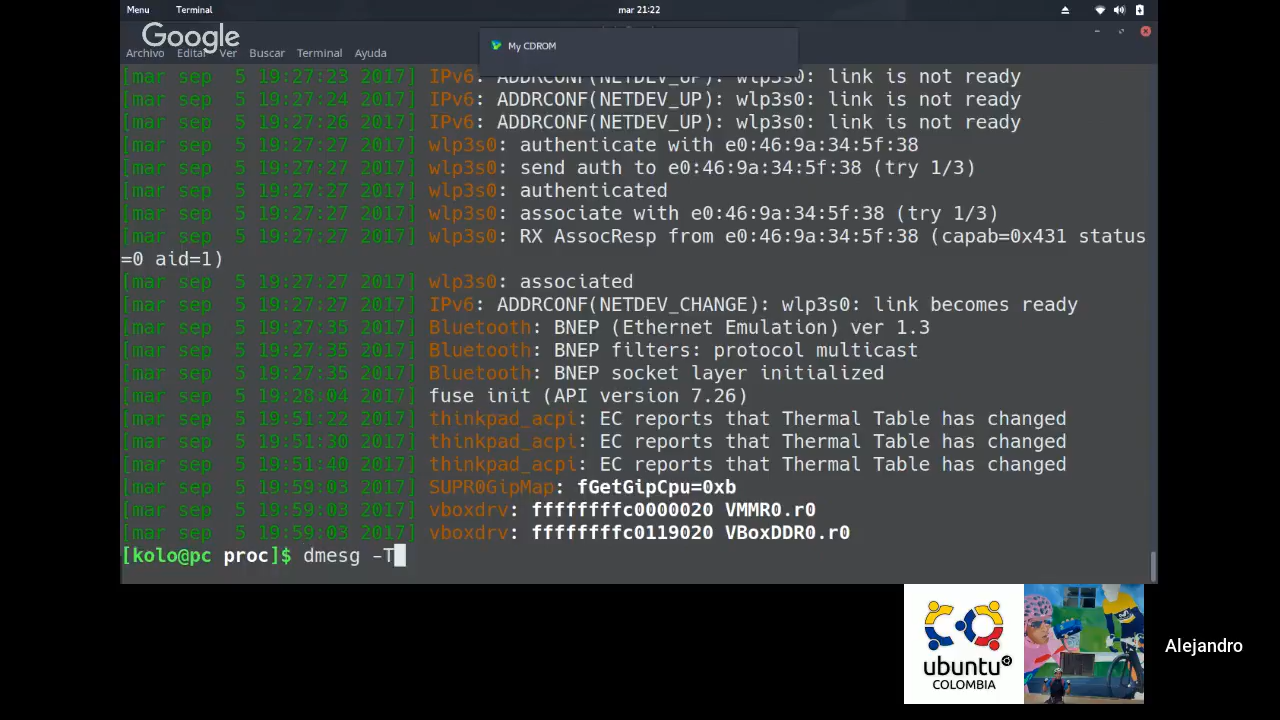 Menu Terminal mar 21:22
Google
My CDROM
Archivo Editar Ver Buscar Terminal Ayuda
[mar sep  5 19:27:23 2017] IPv6: ADDRCONF(NETDEV_UP): wlp3s0: link is not ready
[mar sep  5 19:27:24 2017] IPv6: ADDRCONF(NETDEV_UP): wlp3s0: link is not ready
[mar sep  5 19:27:26 2017] IPv6: ADDRCONF(NETDEV_UP): wlp3s0: link is not ready
[mar sep  5 19:27:27 2017] wlp3s0: authenticate with e0:46:9a:34:5f:38
[mar sep  5 19:27:27 2017] wlp3s0: send auth to e0:46:9a:34:5f:38 (try 1/3)
[mar sep  5 19:27:27 2017] wlp3s0: authenticated
[mar sep  5 19:27:27 2017] wlp3s0: associate with e0:46:9a:34:5f:38 (try 1/3)
[mar sep  5 19:27:27 2017] wlp3s0: RX AssocResp from e0:46:9a:34:5f:38 (capab=0x431 status
=0 aid=1)
[mar sep  5 19:27:27 2017] wlp3s0: associated
[mar sep  5 19:27:27 2017] IPv6: ADDRCONF(NETDEV_CHANGE): wlp3s0: link becomes ready
[mar sep  5 19:27:35 2017] Bluetooth: BNEP (Ethernet Emulation) ver 1.3
[mar sep  5 19:27:35 2017] Bluetooth: BNEP filters: protocol multicast
[mar sep  5 19:27:35 2017] Bluetooth: BNEP socket layer initialized
[mar sep  5 19:28:04 2017] fuse init (API version 7.26)
[mar sep  5 19:51:22 2017] thinkpad_acpi: EC reports that Thermal Table has changed
[mar sep  5 19:51:30 2017] thinkpad_acpi: EC reports that Thermal Table has changed
[mar sep  5 19:51:40 2017] thinkpad_acpi: EC reports that Thermal Table has changed
[mar sep  5 19:59:03 2017] SUPR0GipMap: fGetGipCpu=0xb
[mar sep  5 19:59:03 2017] vboxdrv: ffffffffc0000020 VMMR0.r0
[mar sep  5 19:59:03 2017] vboxdrv: ffffffffc0119020 VBoxDDR0.r0
[kolo@pc proc]$ dmesg -T
ubuntu
COLOMBIA
Alejandro